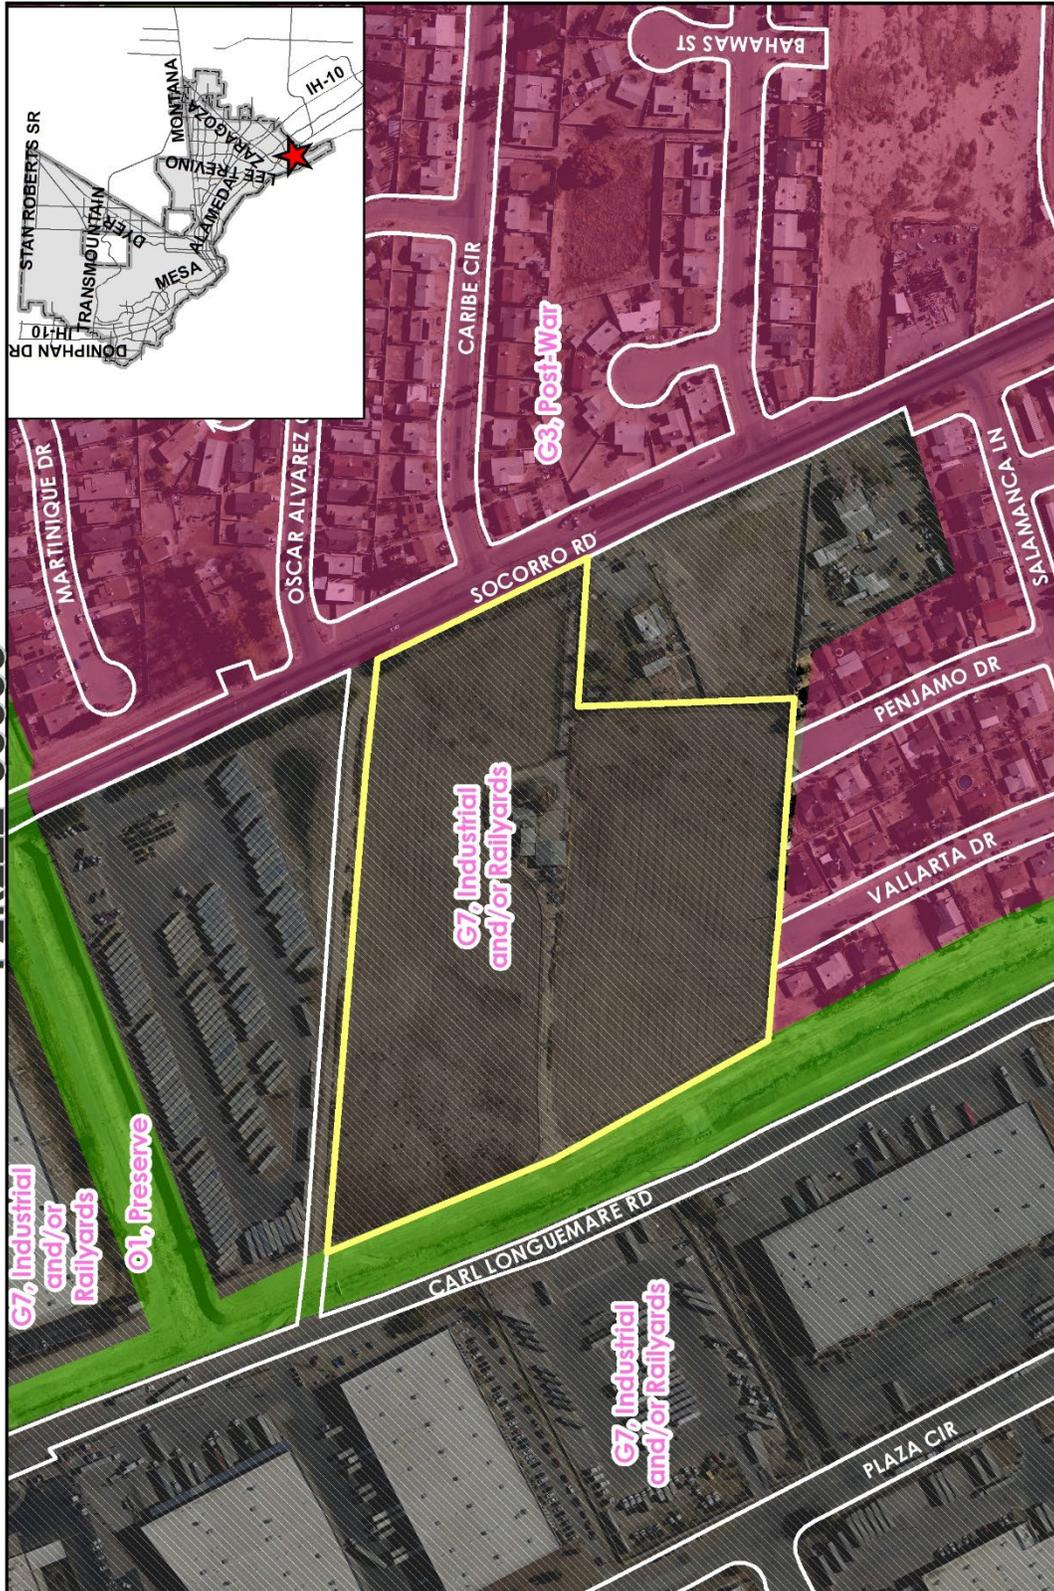 STAN ROBERTS SR
MONTANA
IH-10
ZARAGOZA
LEE TREVINO
TRANSMOUNTAIN
DYER
ALAMEDA
MESA
IH-10
DONIPHAN DR
BAHAMAS ST
CARIBE CIR
G3, Post-War
MARTINIQUE DR
OSCAR ALVAREZ
SOCORRO RD
SALAMANCA LN
PENJAMO DR
VALLARTA DR
G7, Industrial
and/or Railyards
G7, Industrial
and/or
Railyards
O1, Preserve
CARL LONGUEMARE RD
G7, Industrial
and/or Railyards
PLAZA CIR